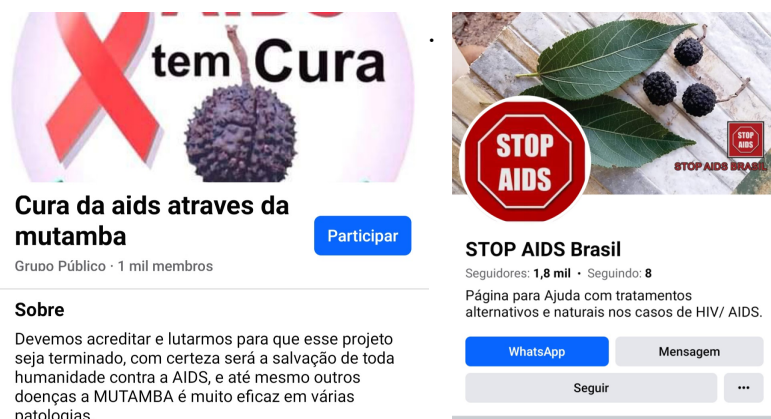 AIDS
tem Cura
Cura da aids atraves da
mutamba
Participar
Grupo Público · 1 mil membros
Sobre
Devemos acreditar e lutarmos para que esse projeto
seja terminado, com certeza será a salvação de toda
humanidade contra a AIDS, e até mesmo outros
doenças a MUTAMBA é muito eficaz em várias
patologias
STOP
AIDS
STOP AIDS BRASIL
STOP
AIDS
STOP AIDS Brasil
Seguidores: 1,8 mil • Seguindo: 8
Página para Ajuda com tratamentos
alternativos e naturais nos casos de HIV/ AIDS.
WhatsApp
Mensagem
Seguir